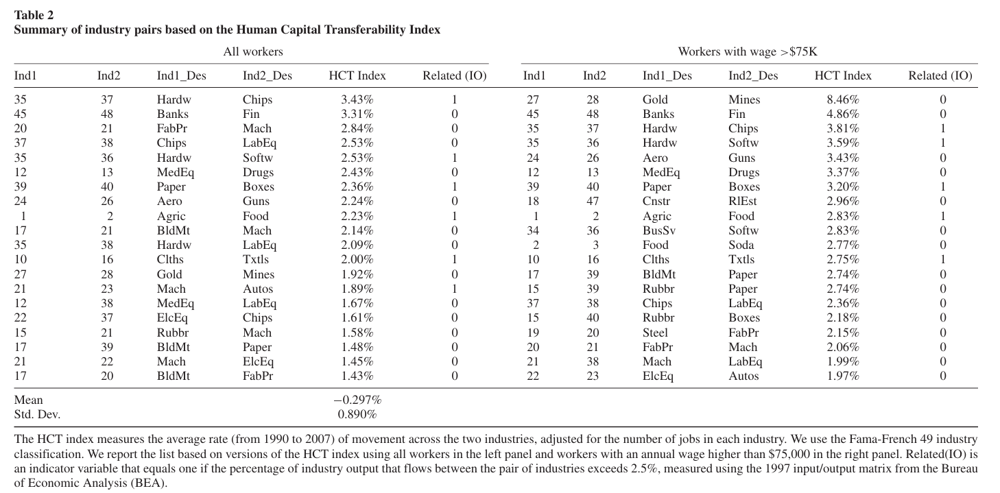 Table 2
Summary of industry pairs based on the Human Capital Transferability Index
All workers Workers with wage >$75K
Ind1 Ind2 Ind1_Des Ind2_Des HCT Index Related (IO) Ind1 Ind2 Ind1_Des Ind2_Des HCT Index Related (IO)
35 37 Hardw Chips 3.43% 1 27 28 Gold Mines 8.46% 0
45 48 Banks Fin 3.31% 0 45 48 Banks Fin 4.86% 0
20 21 FabPr Mach 2.84% 0 35 37 Hardw Chips 3.81% 1
37 38 Chips LabEq 2.53% 0 35 36 Hardw Softw 3.59% 1
35 36 Hardw Softw 2.53% 1 24 26 Aero Guns 3.43% 0
12 13 MedEq Drugs 2.43% 0 12 13 MedEq Drugs 3.37% 0
39 40 Paper Boxes 2.36% 1 39 40 Paper Boxes 3.20% 1
24 26 Aero Guns 2.24% 0 18 47 Cnstr RlEst 2.96% 0
1 2 Agric Food 2.23% 1 1 2 Agric Food 2.83% 1
17 21 BldMt Mach 2.14% 0 34 36 BusSv Softw 2.83% 0
35 38 Hardw LabEq 2.09% 0 2 3 Food Soda 2.77% 0
10 16 Clths Txtls 2.00% 1 10 16 Clths Txtls 2.75% 1
27 28 Gold Mines 1.92% 0 17 39 BldMt Paper 2.74% 0
21 23 Mach Autos 1.89% 1 15 39 Rubbr Paper 2.74% 0
12 38 MedEq LabEq 1.67% 0 37 38 Chips LabEq 2.36% 0
22 37 ElcEq Chips 1.61% 0 15 40 Rubbr Boxes 2.18% 0
15 21 Rubbr Mach 1.58% 0 19 20 Steel FabPr 2.15% 0
17 39 BldMt Paper 1.48% 0 20 21 FabPr Mach 2.06% 0
21 22 Mach ElcEq 1.45% 0 21 38 Mach LabEq 1.99% 0
17 20 BldMt FabPr 1.43% 0 22 23 ElcEq Autos 1.97% 0
Mean −0.297%
Std. Dev. 0.890%
The HCT index measures the average rate (from 1990 to 2007) of movement across the two industries, adjusted for the number of jobs in each industry. We use the Fama-French 49 industry
classification. We report the list based on versions of the HCT index using all workers in the left panel and workers with an annual wage higher than $75,000 in the right panel. Related(IO) is
an indicator variable that equals one if the percentage of industry output that flows between the pair of industries exceeds 2.5%, measured using the 1997 input/output matrix from the Bureau
of Economic Analysis (BEA).